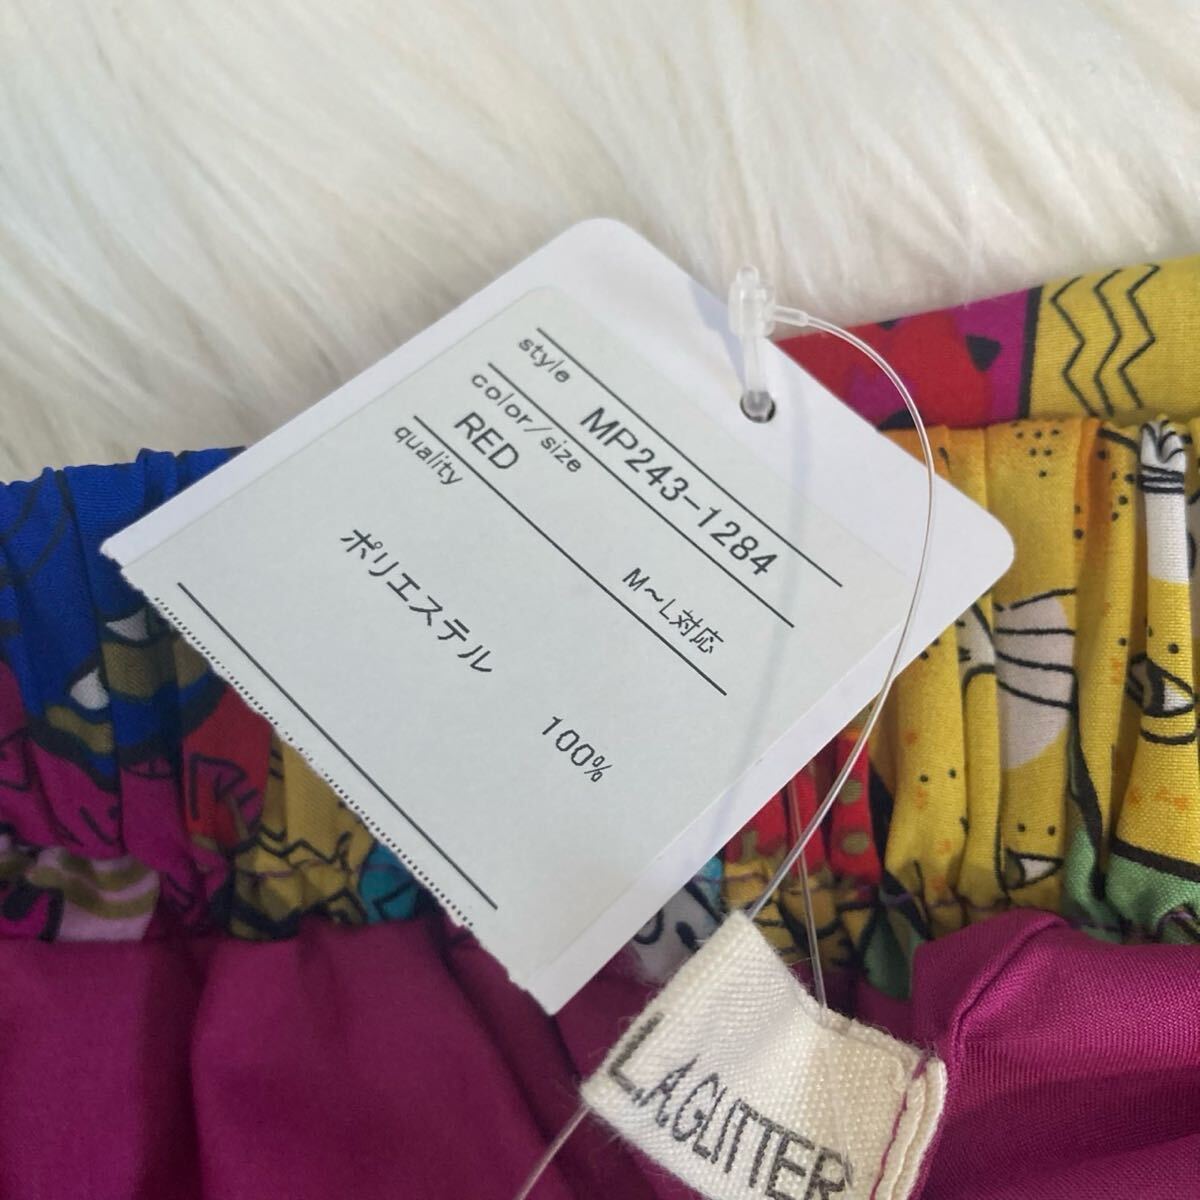 style MP243-1284
color/size
RED M〜L対応
quality
ポリエステル 100%
L.A.GLITTER